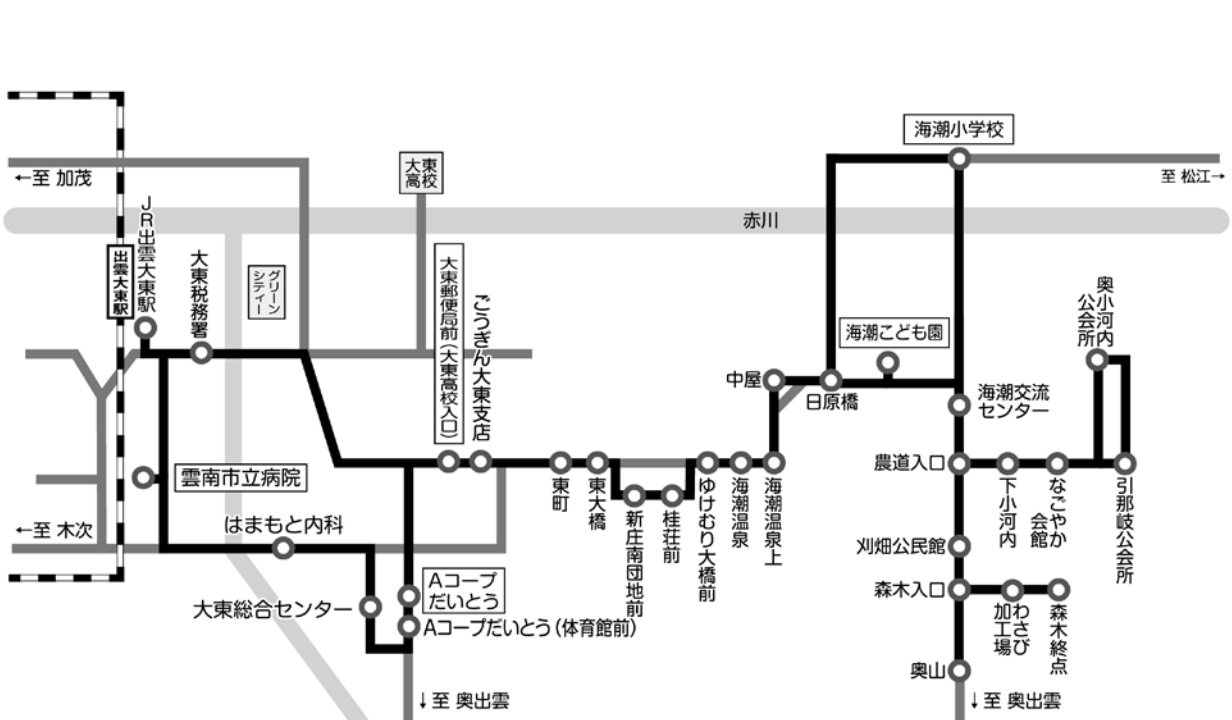 海潮小学校
大東
高校
←至 加茂
至 松江→
赤川
JR出雲大東駅
出雲大東駅
大東税務署
グリーン
シティー
大東郵便局前(大東高校入口)
ごうぎん大東支店
海潮こども園
奥小河内
公会所
中屋
日原橋
海潮交流
センター
農道入口
雲南市立病院
東町
東大橋
新庄南団地前
桂荘前
ゆけむり大橋前
海潮温泉
海潮温泉上
下小河内
なごやか
会館
引那岐公会所
←至 木次
はまもと内科
刈畑公民館
Aコープ
だいとう
大東総合センター
Aコープだいとう(体育館前)
森木入口
わさび
加工場
森木終点
奥山
↓至 奥出雲
↓至 奥出雲